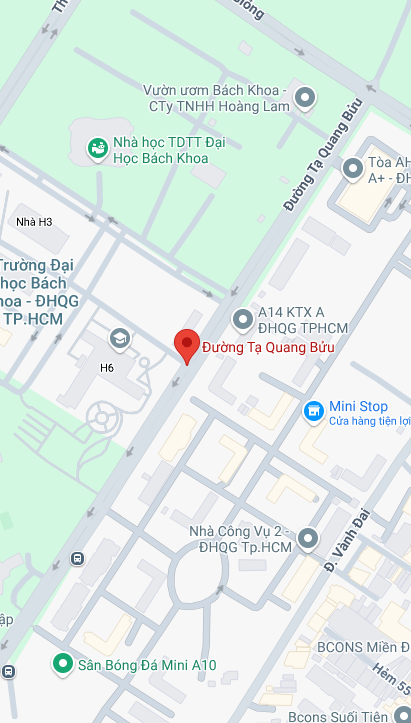 Vườn ươm Bách Khoa -
CTy TNHH Hoàng Lam
Đường Tạ Quang Bửu
Nhà học TDTT Đại
Học Bách Khoa
Tòa AH
A+ - ĐH
Nhà H3
Trường Đại
học Bách
hoa - ĐHQG
TP.HCM
A14 KTX A
ĐHQG TPHCM
Đường Tạ Quang Bửu
H6
Mini Stop
Cửa hàng tiện lợi
Nhà Công Vụ 2 -
ĐHQG Tp.HCM
Đ. Vành Đai
Sân Bóng Đá Mini A10
BCONS Miền Đ
Hẻm 55
Bcons Suối Tiên